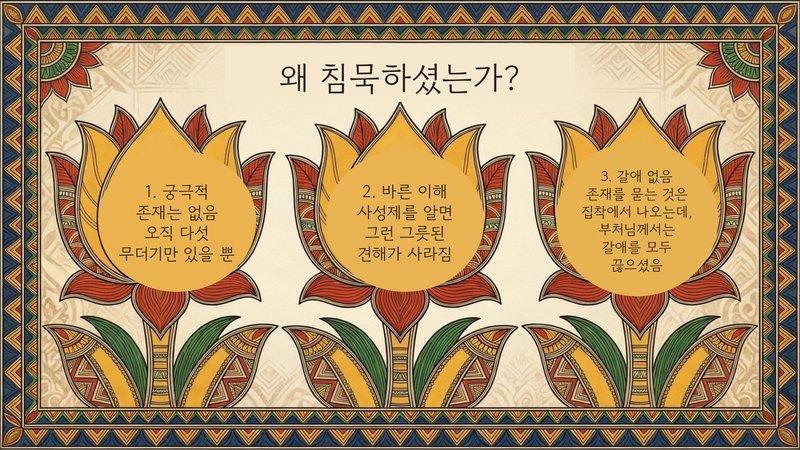 왜 침묵하셨는가?
1. 궁극적
존재는 없음
오직 다섯
무더기만 있을 뿐
2. 바른 이해
사성제를 알면
그런 그릇된
견해가 사라짐
3. 갈애 없음
존재를 묻는 것은
집착에서 나오는데,
부처님께서는
갈애를 모두
끊으셨음